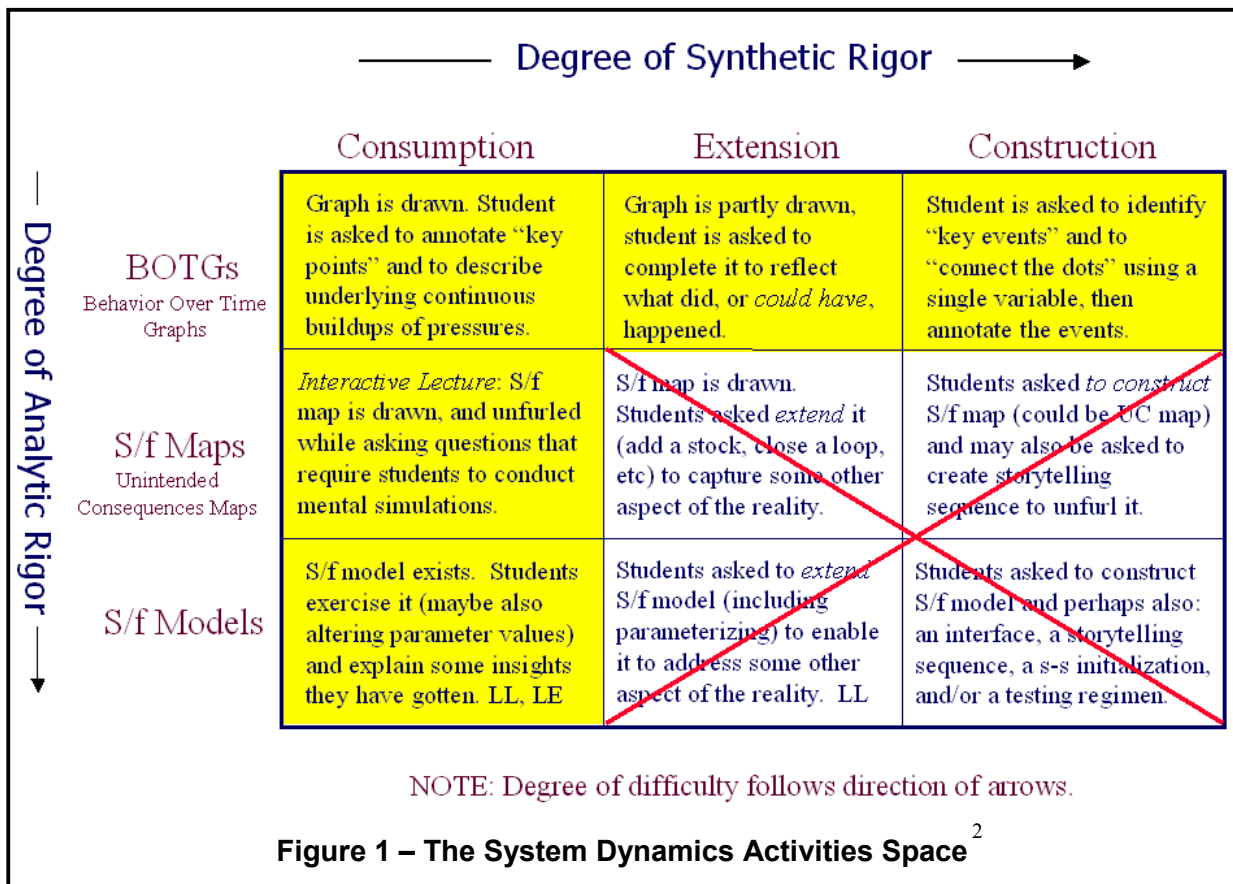 Degree of Synthetic Rigor
Consumption
Extension
Construction
Degree of Analytic Rigor
BOTGs
Behavior Over Time
Graphs
Graph is drawn. Student
is asked to annotate “key
points” and to describe
underlying continuous
buildups of pressures.
Graph is partly drawn,
student is asked to
complete it to reflect
what did, or could have,
happened.
Student is asked to identify
“key events” and to
“connect the dots” using a
single variable, then
annotate the events.
S/f Maps
Unintended
Consequences Maps
Interactive Lecture: S/f
map is drawn, and unfurled
while asking questions that
require students to conduct
mental simulations.
S/f map is drawn.
Students asked extend it
(add a stock, close a loop,
etc) to capture some other
aspect of the reality.
Students asked to construct
S/f map (could be UC map)
and may also be asked to
create storytelling
sequence to unfurl it.
S/f Models
S/f model exists. Students
exercise it (maybe also
altering parameter values)
and explain some insights
they have gotten. LL, LE
Students asked to extend
S/f model (including
parameterizing) to enable
it to address some other
aspect of the reality. LL
Students asked to construct
S/f model and perhaps also:
an interface, a storytelling
sequence, a s-s initialization,
and/or a testing regimen.
NOTE: Degree of difficulty follows direction of arrows.
Figure 1 – The System Dynamics Activities Space 2